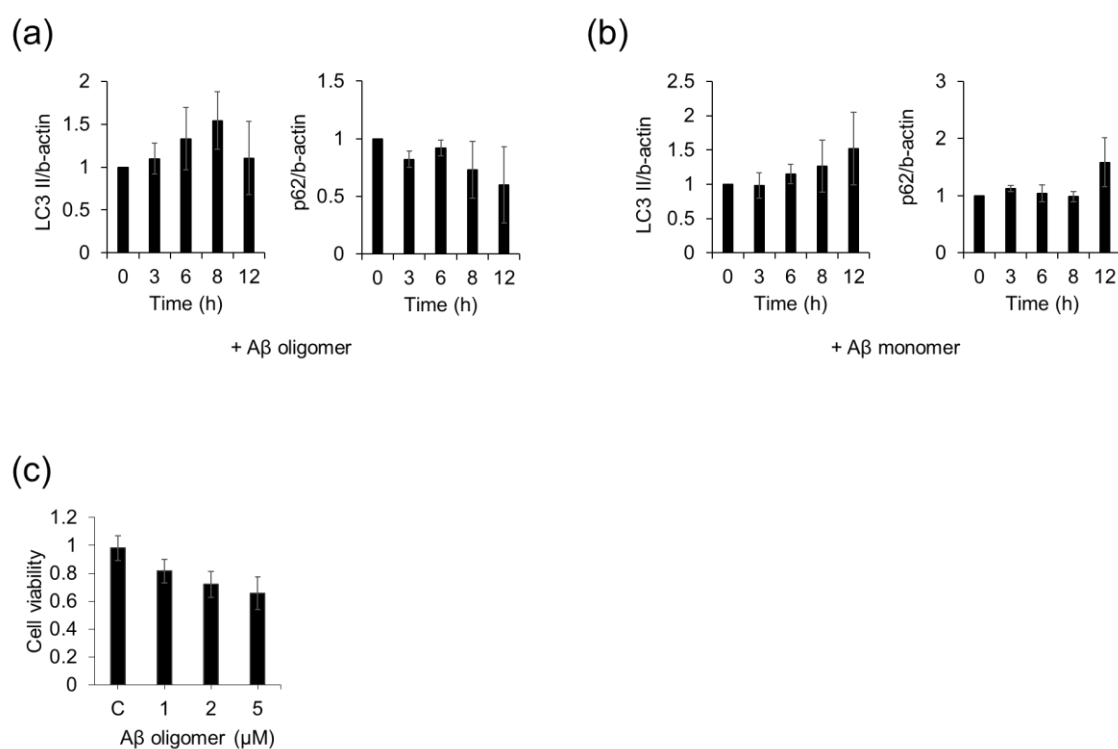 (a)
LC3 II/b-actin
2
1.5
1
0.5
0
0 3 6 8 12
Time (h)
p62/b-actin
1.5
1
0.5
0
0 3 6 8 12
Time (h)
+ Aβ oligomer
(b)
LC3 II/b-actin
2.5
2
1.5
1
0.5
0
0 3 6 8 12
Time (h)
p62/b-actin
3
2
1
0
0 3 6 8 12
Time (h)
+ Aβ monomer
(c)
Cell viability
1.2
1
0.8
0.6
0.4
0.2
0
C 1 2 5
Aβ oligomer (μM)